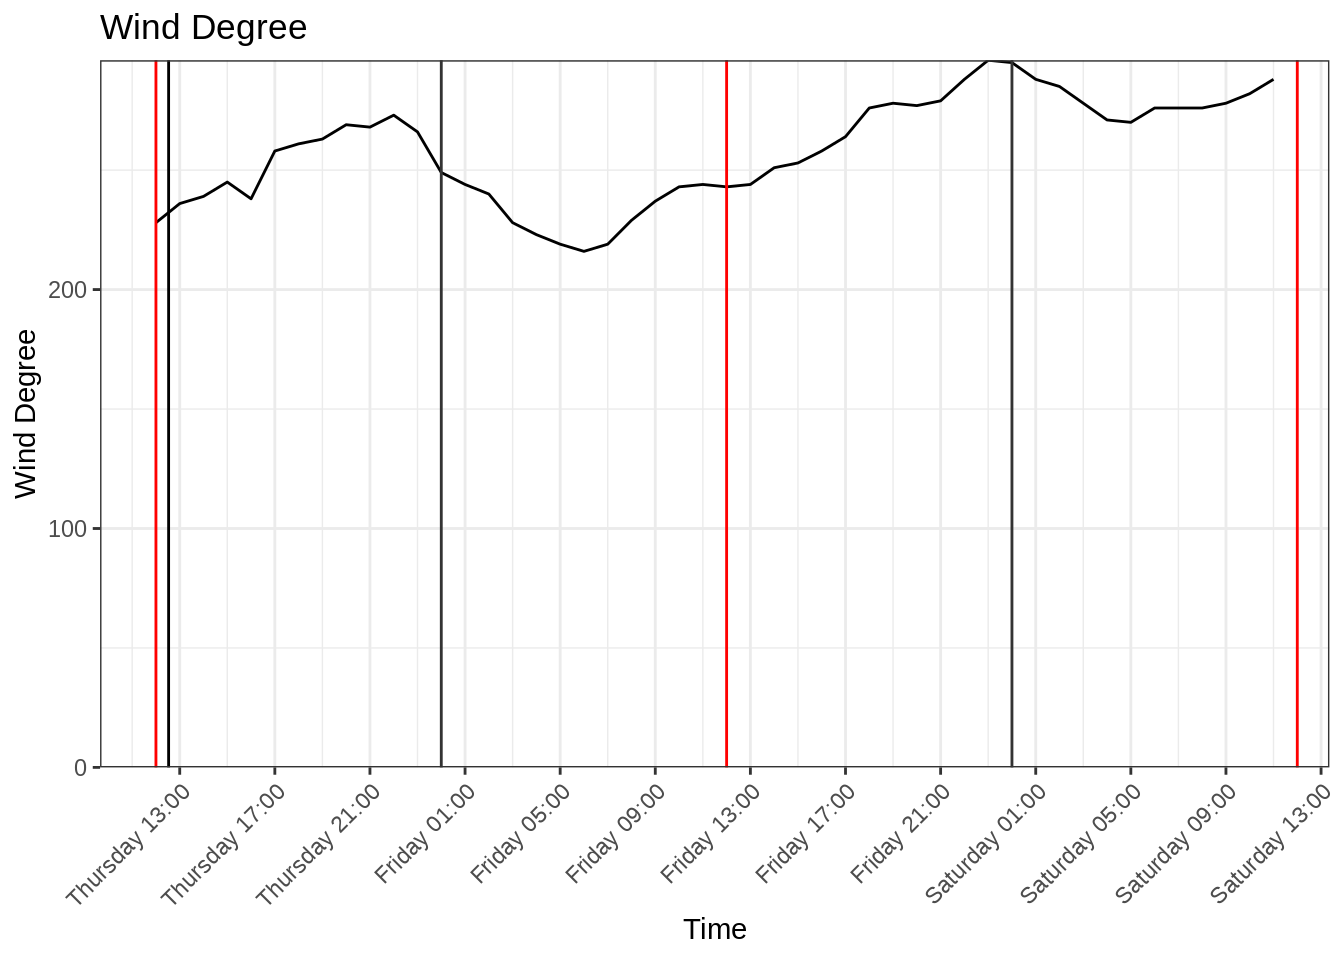 Wind Degree
Wind Degree
200
100
0
Thursday 13:00
Thursday 17:00
Thursday 21:00
Friday 01:00
Friday 05:00
Friday 09:00
Friday 13:00
Friday 17:00
Friday 21:00
Saturday 01:00
Saturday 05:00
Saturday 09:00
Saturday 13:00
Time